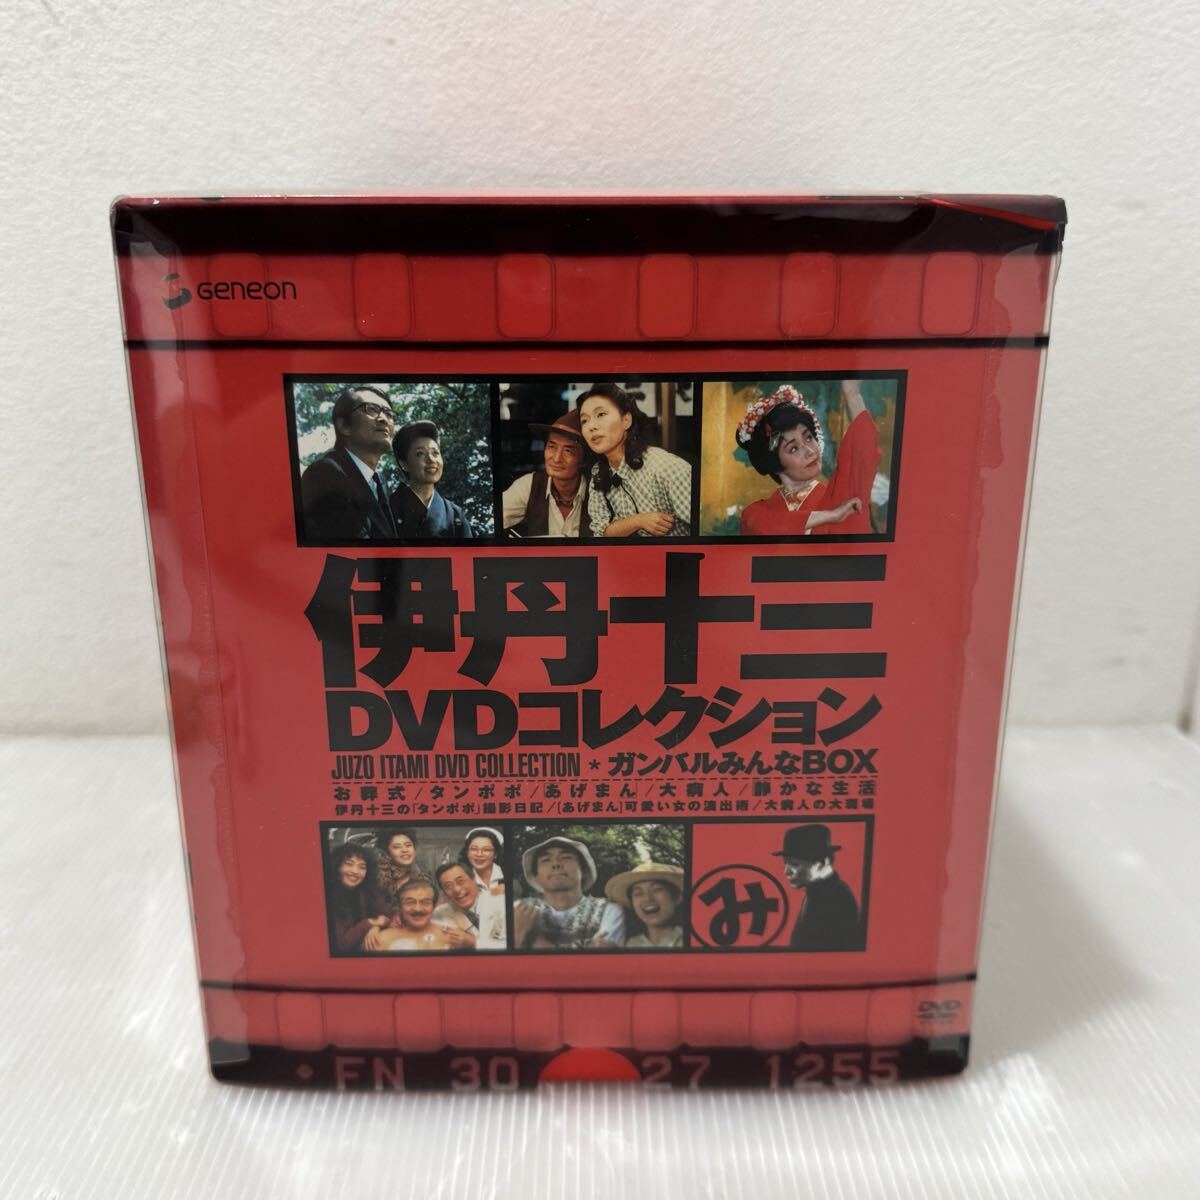 Geneon
伊丹十三
DVDコレクション
JUZO ITAMI DVD COLLECTION * ガンバルみんなBOX
お葬式/タンポポ/[あげまん]/大病人/静かな生活
伊丹十三の「タンポポ」撮影日記/[あげまん]可愛い女の演出術/大病人の大現場
み
DVD
• FN 30 27 1255